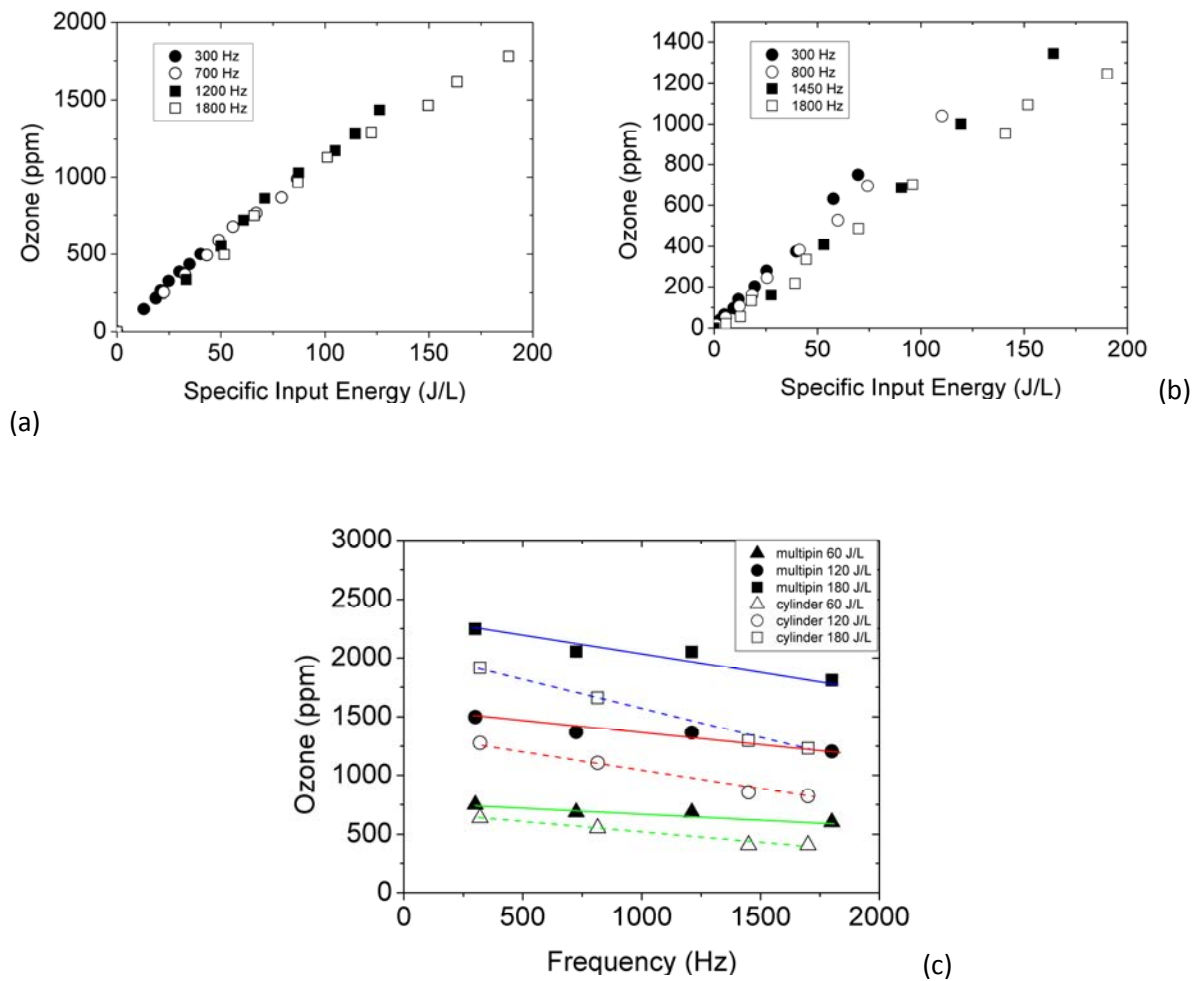 2000
1500
1000
500
0
Ozone (ppm)
300 Hz
700 Hz
1200 Hz
1800 Hz
0 50 100 150 200
Specific Input Energy (J/L)
(a)
1400
1200
1000
800
600
400
200
0
Ozone (ppm)
300 Hz
800 Hz
1450 Hz
1800 Hz
0 50 100 150 200
Specific Input Energy (J/L)
(b)
3000
2500
2000
1500
1000
500
0
Ozone (ppm)
multipin 60 J/L
multipin 120 J/L
multipin 180 J/L
cylinder 60 J/L
cylinder 120 J/L
cylinder 180 J/L
0 500 1000 1500 2000
Frequency (Hz)
(c)